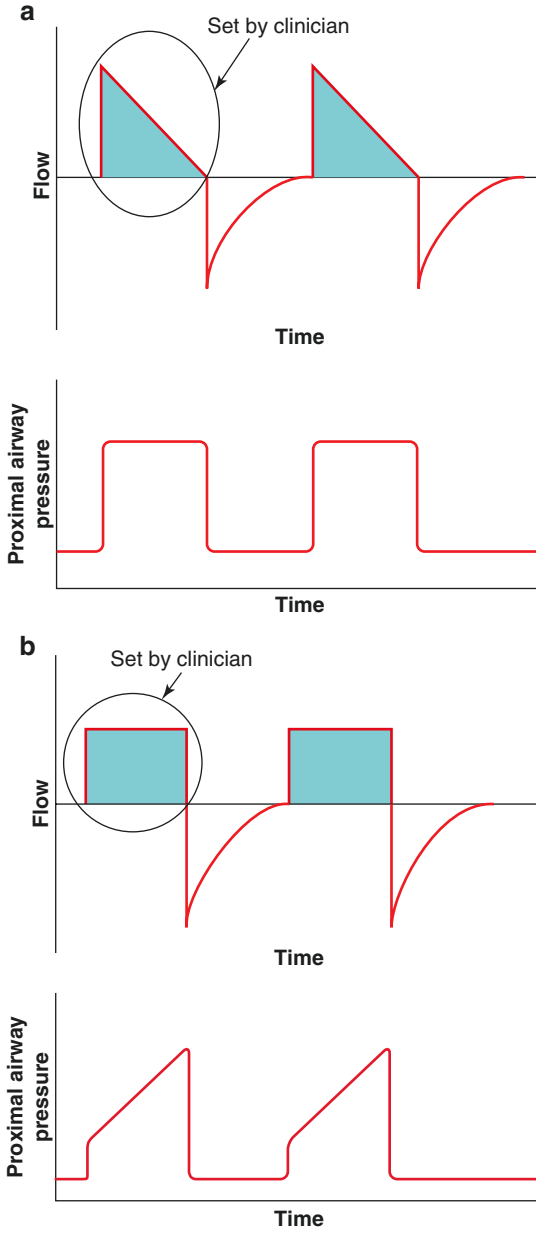 a
Set by clinician
Flow
Time
Proximal airway
pressure
Time
b
Set by clinician
Flow
Time
Proximal airway
pressure
Time